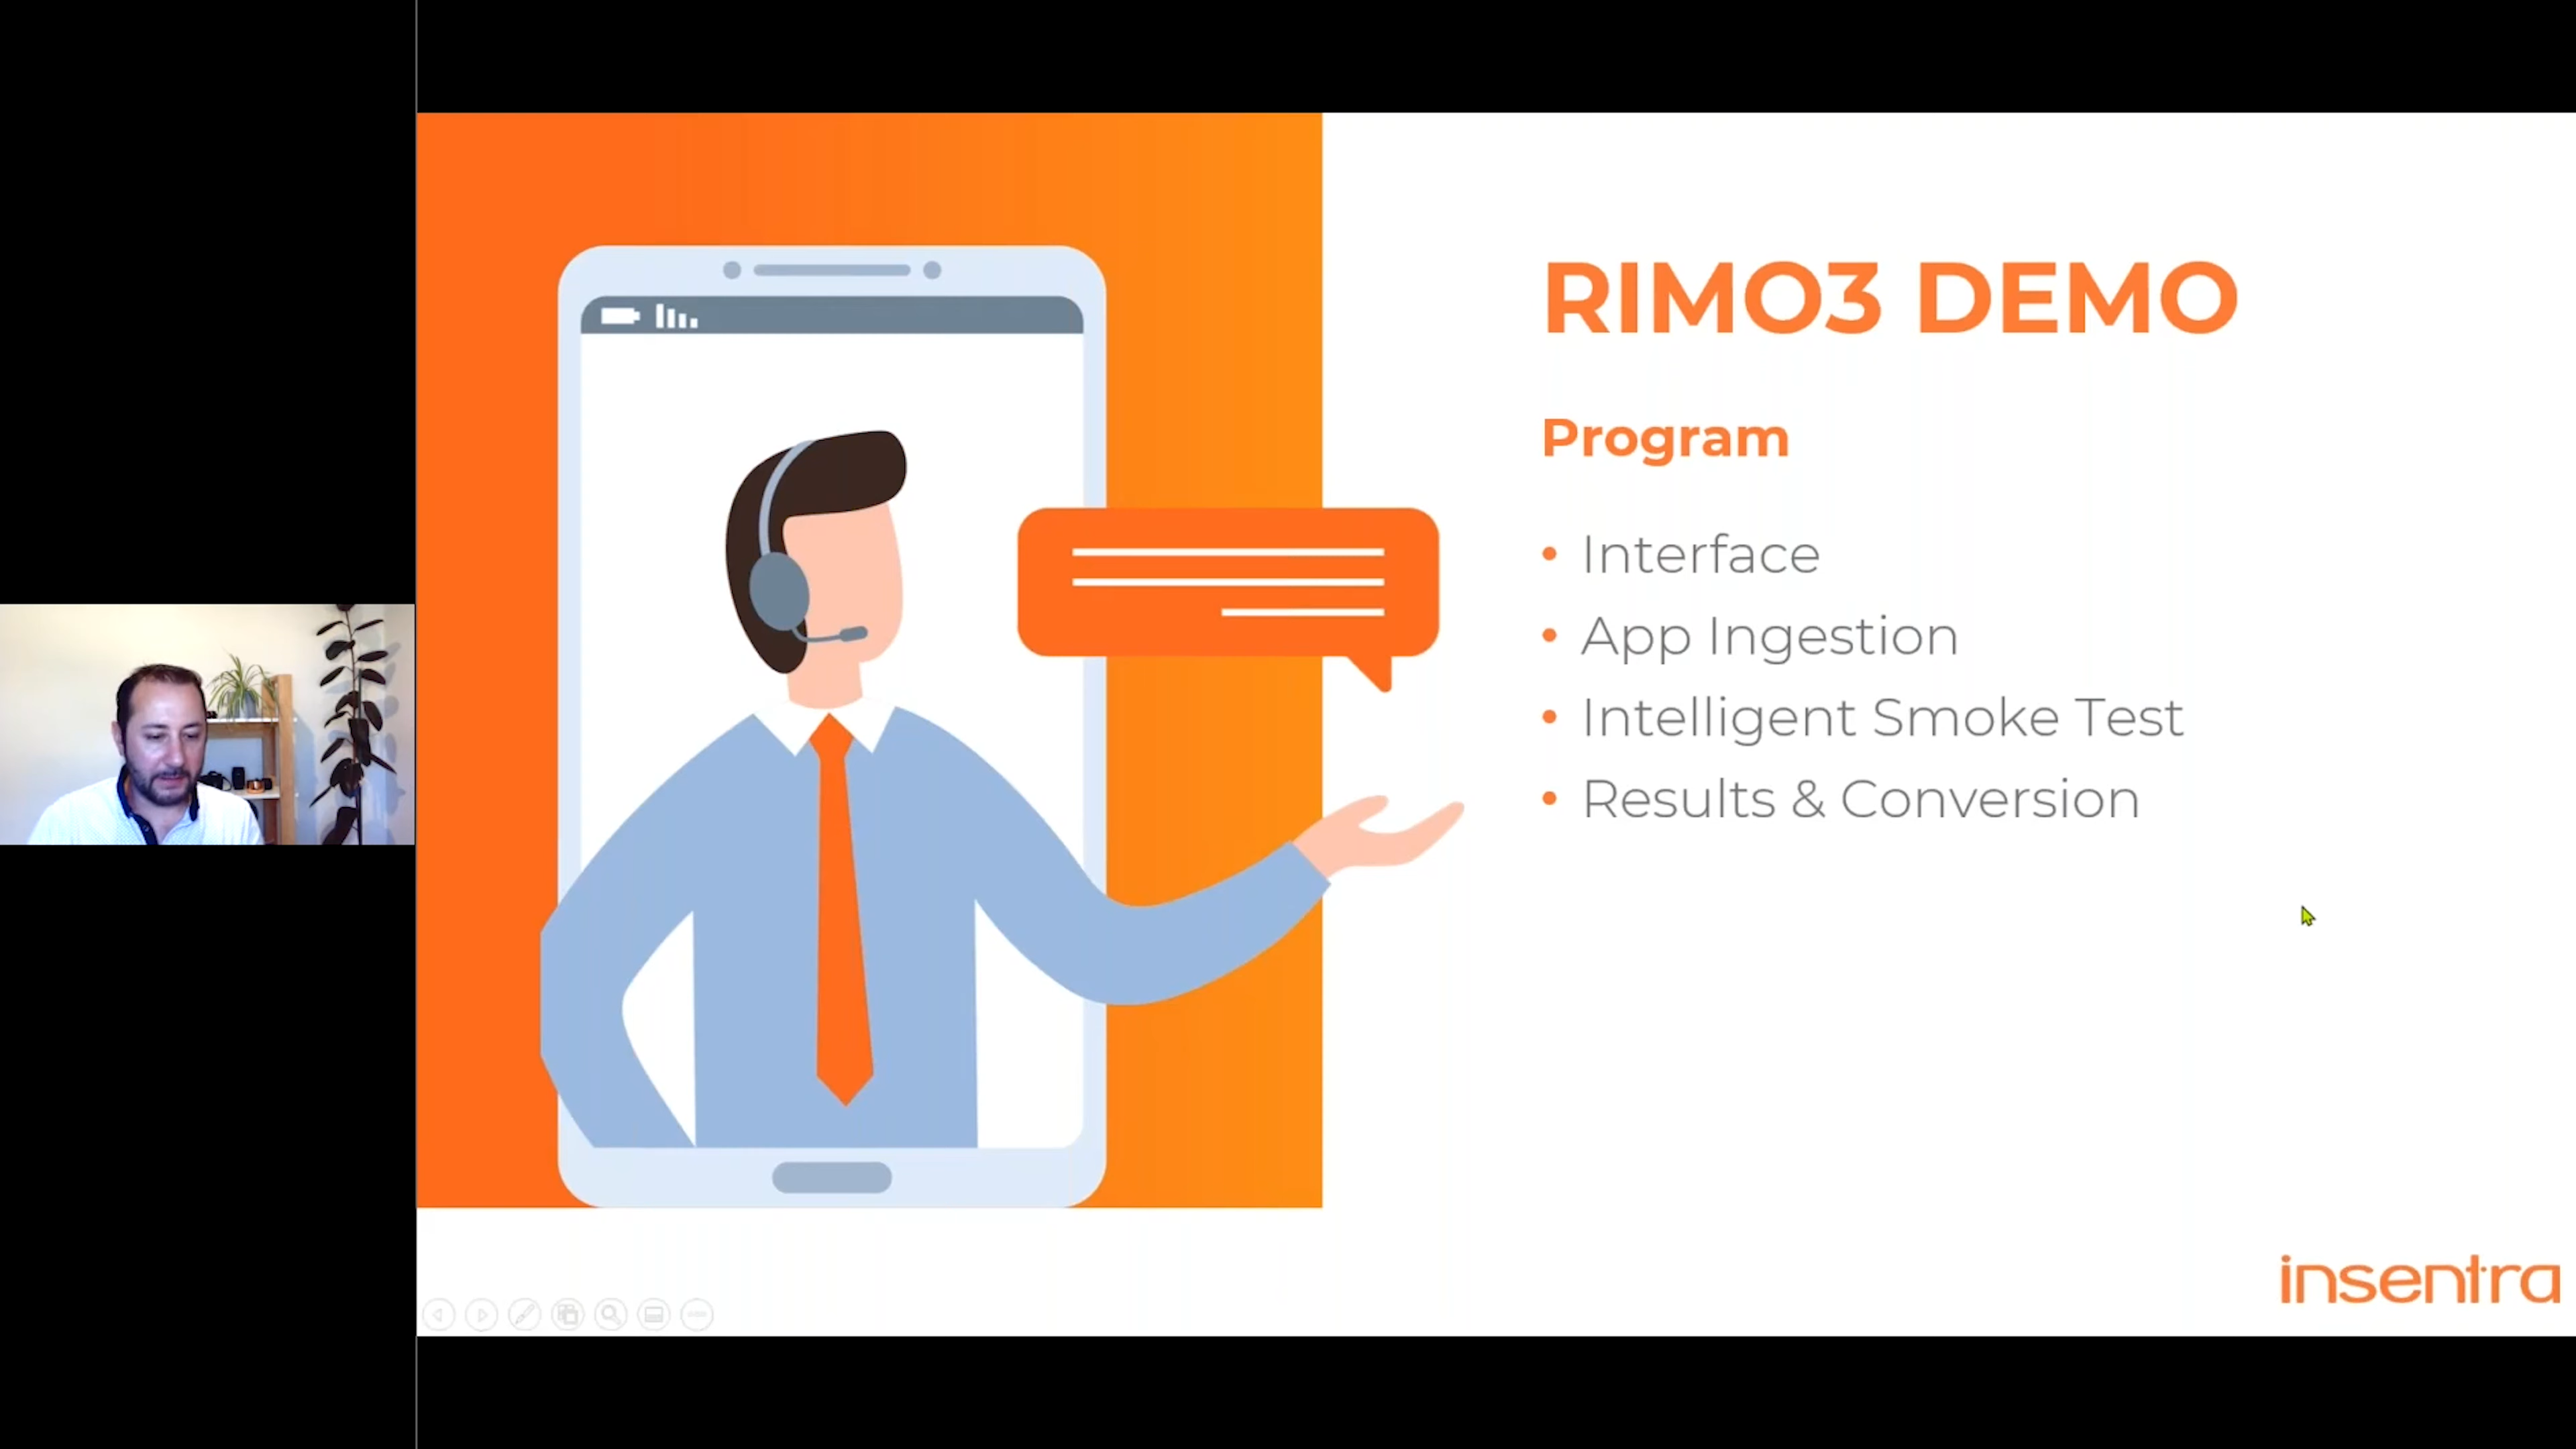 RIMO3 DEMO
Program
• Interface
• App Ingestion
• Intelligent Smoke Test
• Results & Conversion
insentra